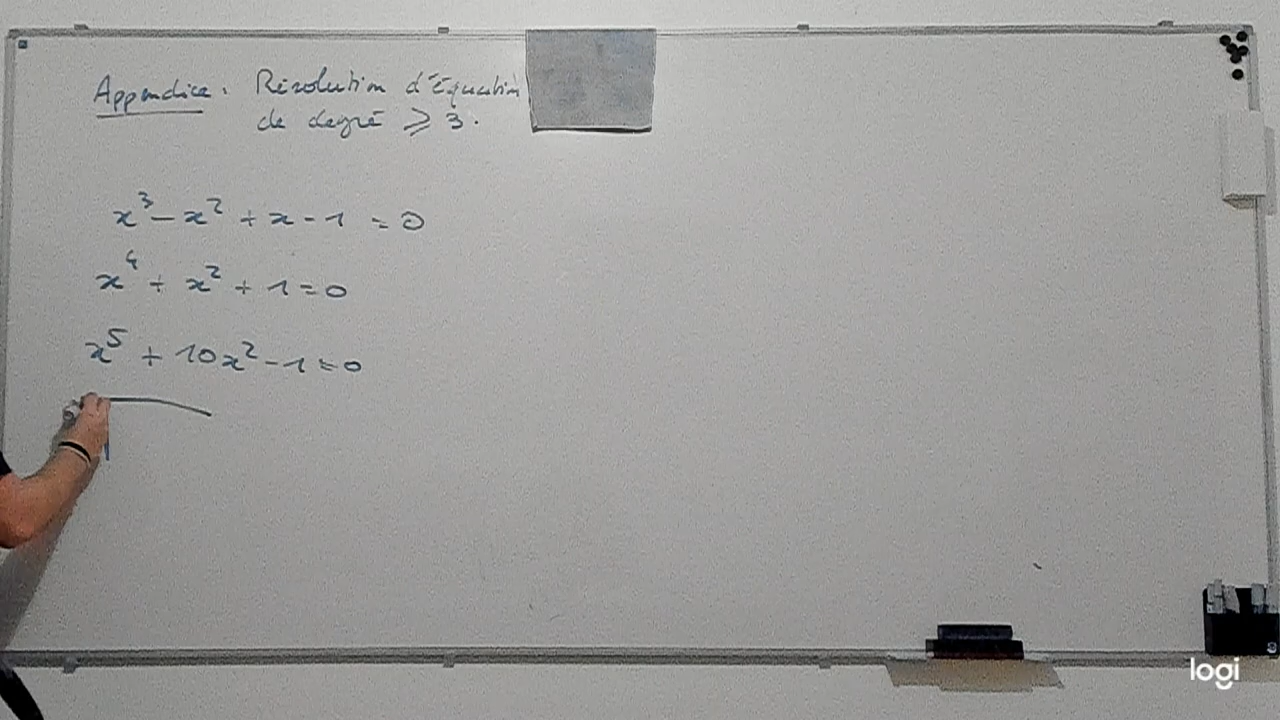 Appendice : Résolution d'Équation
de degré ⩾ 3.
x³ - x² + x - 1 = 0
x⁴ + x² + 1 = 0
x⁵ + 10x² - 1 = 0
logi